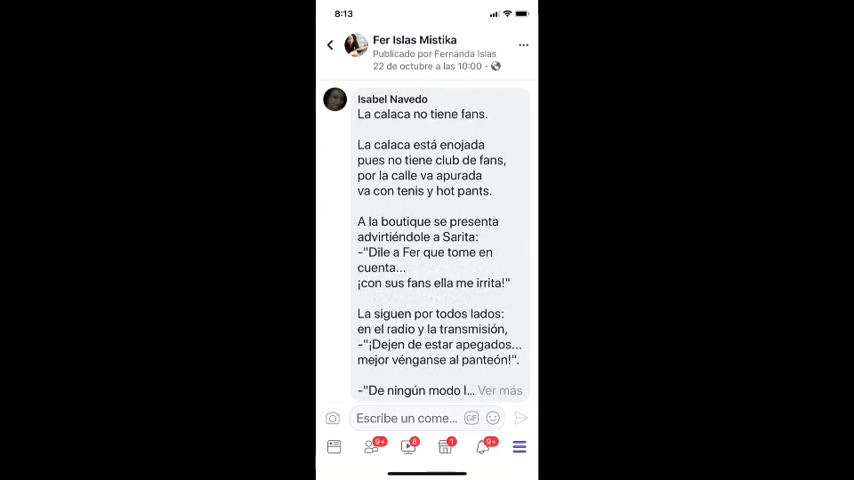 8:13
Fer Islas Mistika
Publicado por Fernanda Islas
22 de octubre a las 10:00 ·
Isabel Navedo
La calaca no tiene fans.
La calaca está enojada
pues no tiene club de fans,
por la calle va apurada
va con tenis y hot pants.
A la boutique se presenta
advirtiéndole a Sarita:
-"Dile a Fer que tome en
cuenta...
¡con sus fans ella me irrita!"
La siguen por todos lados:
en el radio y la transmisión,
-"¡Dejen de estar apegados...
mejor vénganse al panteón!".
-"De ningún modo l... Ver más
Escribe un come... GIF
9+ 8 1 9+